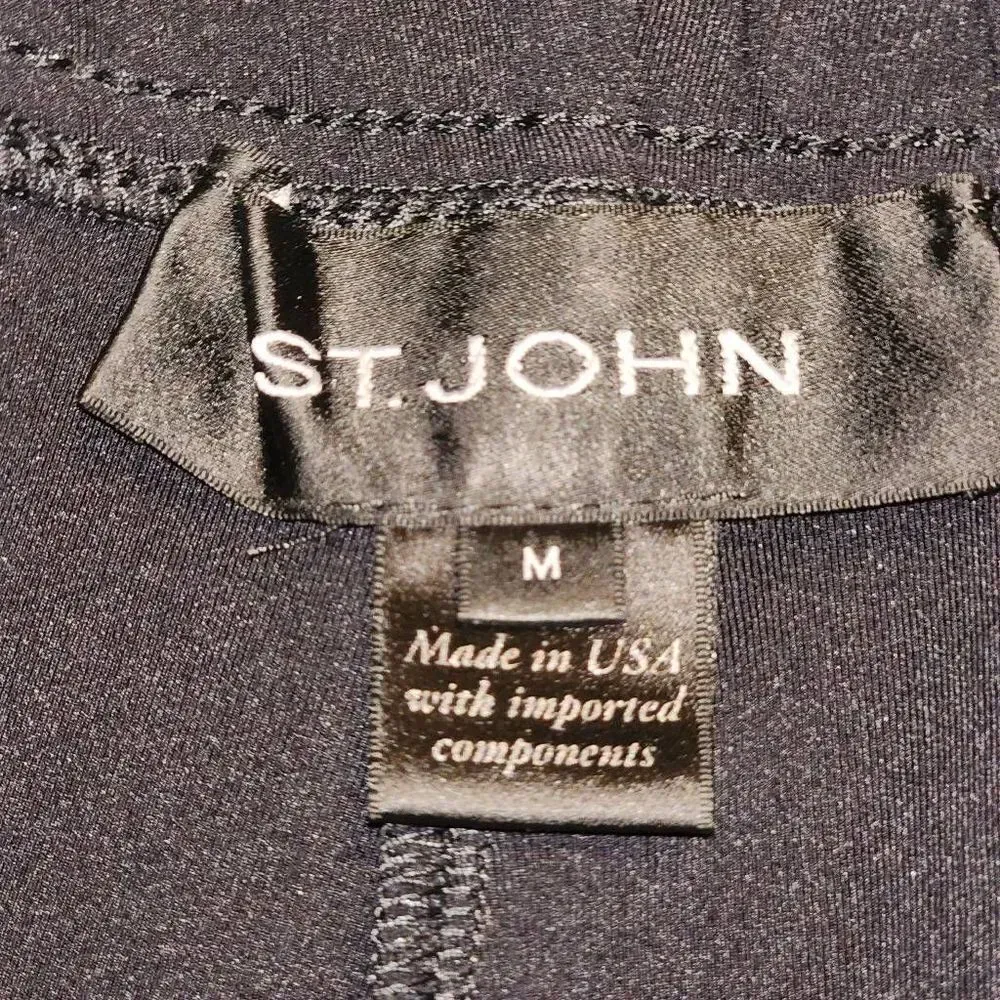 ST. JOHN
M
Made in USA
with imported
components